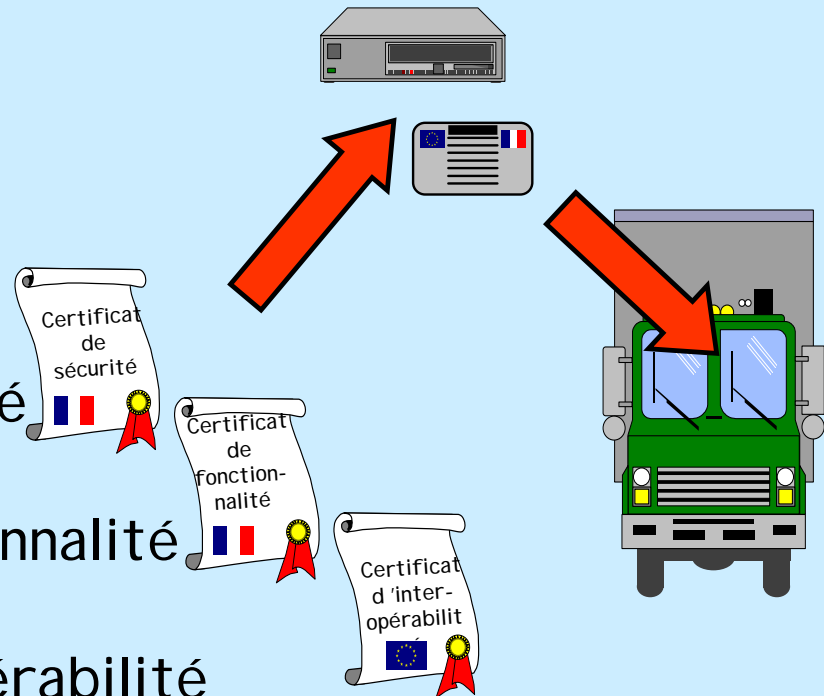 Certificat
de
sécurité
é
Certificat
de
fonction-
nalité
nnalité
Certificat
d 'inter-
opérabilit
érabilité